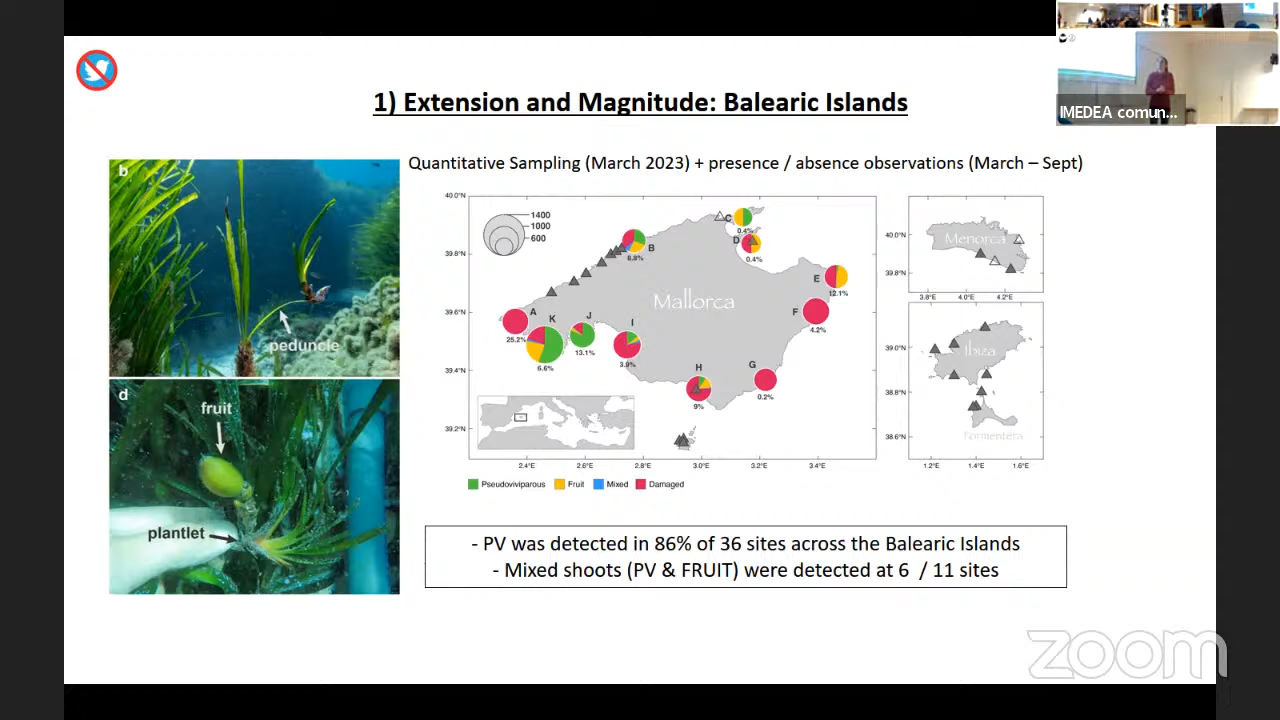 1) Extension and Magnitude: Balearic Islands
Quantitative Sampling (March 2023) + presence / absence observations (March – Sept)
IMEDEA comun...
b
peduncle
d
fruit
plantlet
40.0°N
39.8°N
39.6°N
39.4°N
39.2°N
2.4°E
2.6°E
2.8°E
3.0°E
3.2°E
3.4°E
1400
1000
600
Mallorca
A
25.2%
B
8.8%
C
0.4%
D
0.4%
E
12.1%
F
4.2%
G
0.2%
H
9%
I
3.9%
J
13.1%
K
6.6%
Pseudoviviparous
Fruit
Mixed
Damaged
40.0°N
39.8°N
Menorca
3.8°E
4.0°E
4.2°E
39.0°N
38.8°N
38.6°N
Ibiza
Formentera
1.2°E
1.4°E
1.6°E
- PV was detected in 86% of 36 sites across the Balearic Islands
- Mixed shoots (PV & FRUIT) were detected at 6 / 11 sites
zoom